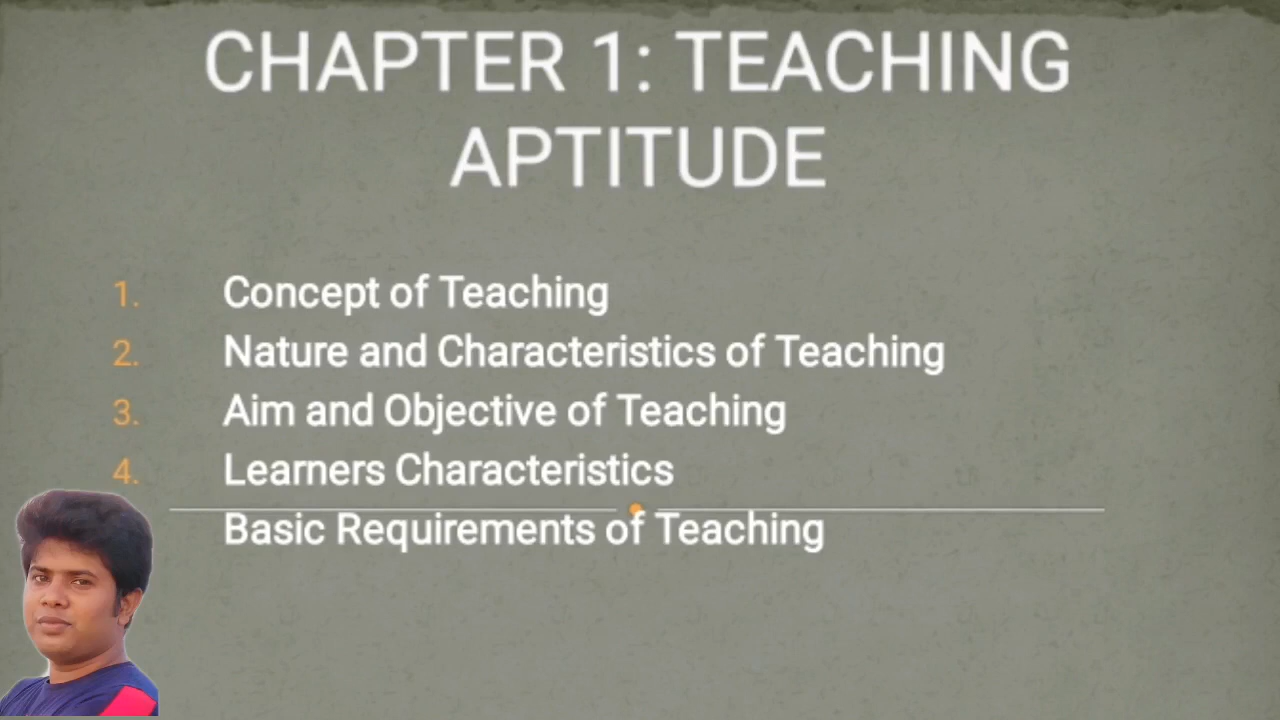 CHAPTER 1: TEACHING
APTITUDE
1. Concept of Teaching
2. Nature and Characteristics of Teaching
3. Aim and Objective of Teaching
4. Learners Characteristics
Basic Requirements of Teaching